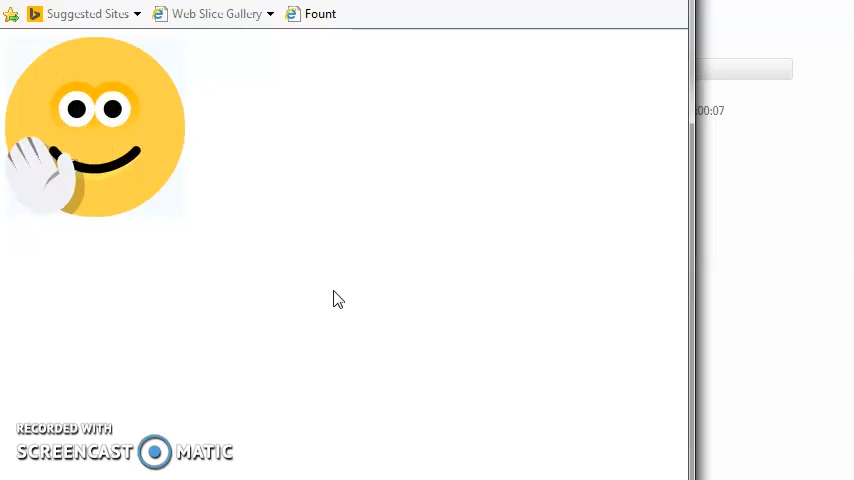 Suggested Sites
Web Slice Gallery
Fount
:00:07
RECORDED WITH
SCREENCAST MATIC